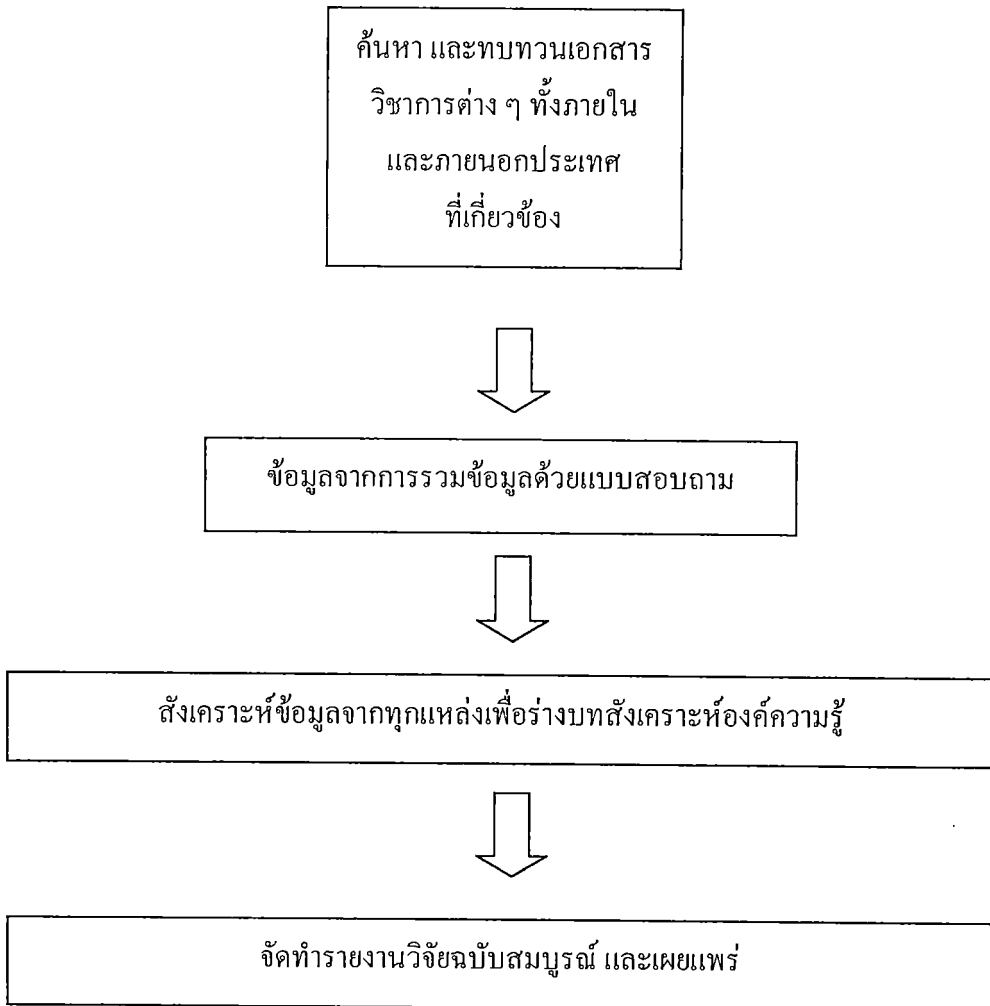 ค้นหา และทบทวนเอกสาร
วิชาการต่าง ๆ ทั้งภายใน
และภายนอกประเทศ
ที่เกี่ยวข้อง
ข้อมูลจากการรวมข้อมูลด้วยแบบสอบถาม
สังเคราะห์ข้อมูลจากทุกแหล่งเพื่อร่างบทสังเคราะห์องค์ความรู้
จัดทำรายงานวิจัยฉบับสมบูรณ์ และเผยแพร่